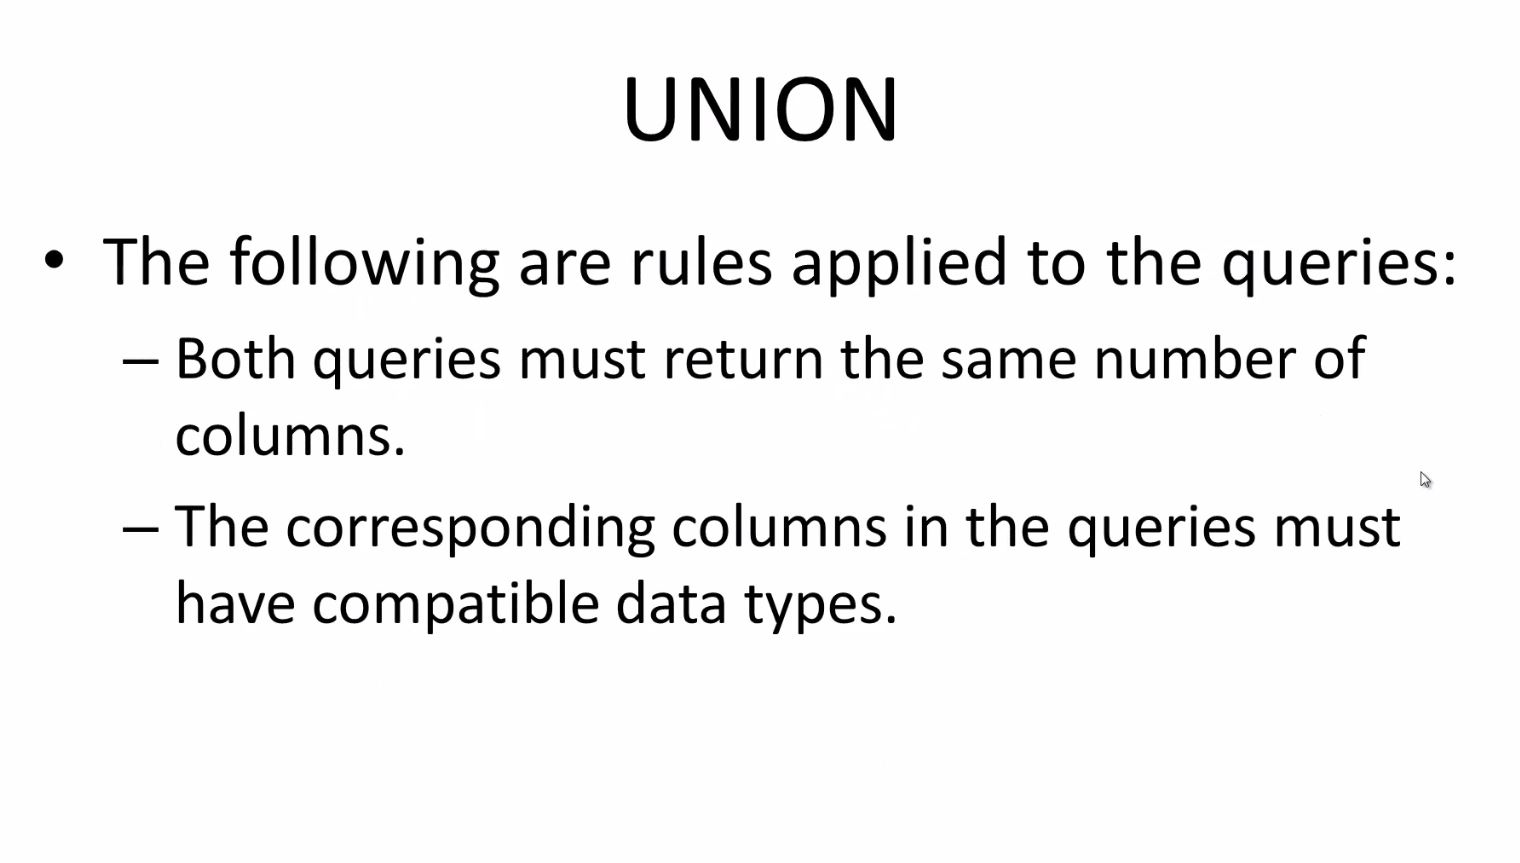 UNION
• The following are rules applied to the queries:
– Both queries must return the same number of
columns.
– The corresponding columns in the queries must
have compatible data types.